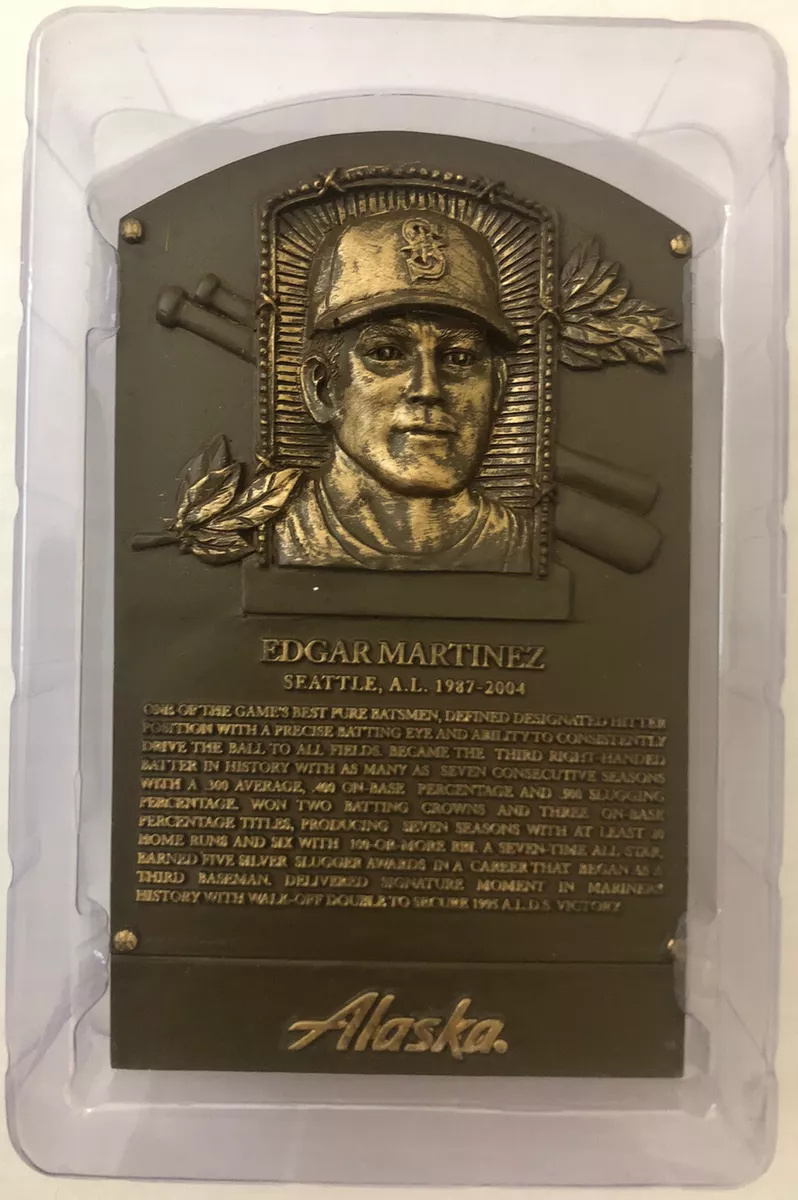 S
EDGAR MARTINEZ
SEATTLE, A.L. 1987-2004
ONE OF THE GAME'S BEST PURE BATSMEN, DEFINED DESIGNATED HITTER
POSITION WITH A PRECISE BATTING EYE AND ABILITY TO CONSISTENTLY
DRIVE THE BALL TO ALL FIELDS. BECAME THE THIRD RIGHT-HANDED
BATTER IN HISTORY WITH AS MANY AS SEVEN CONSECUTIVE SEASONS
WITH A .300 AVERAGE, .400 ON-BASE PERCENTAGE AND .500 SLUGGING
PERCENTAGE. WON TWO BATTING CROWNS AND THREE ON-BASE
PERCENTAGE TITLES, PRODUCING SEVEN SEASONS WITH AT LEAST 20
HOME RUNS AND SIX WITH 100-OR-MORE RBI. A SEVEN-TIME ALL-STAR,
EARNED FIVE SILVER SLUGGER AWARDS IN A CAREER THAT BEGAN AS A
THIRD BASEMAN. DELIVERED SIGNATURE MOMENT IN MARINERS'
HISTORY WITH WALK-OFF DOUBLE TO SECURE 1995 A.L.D.S. VICTORY.
Alaska.